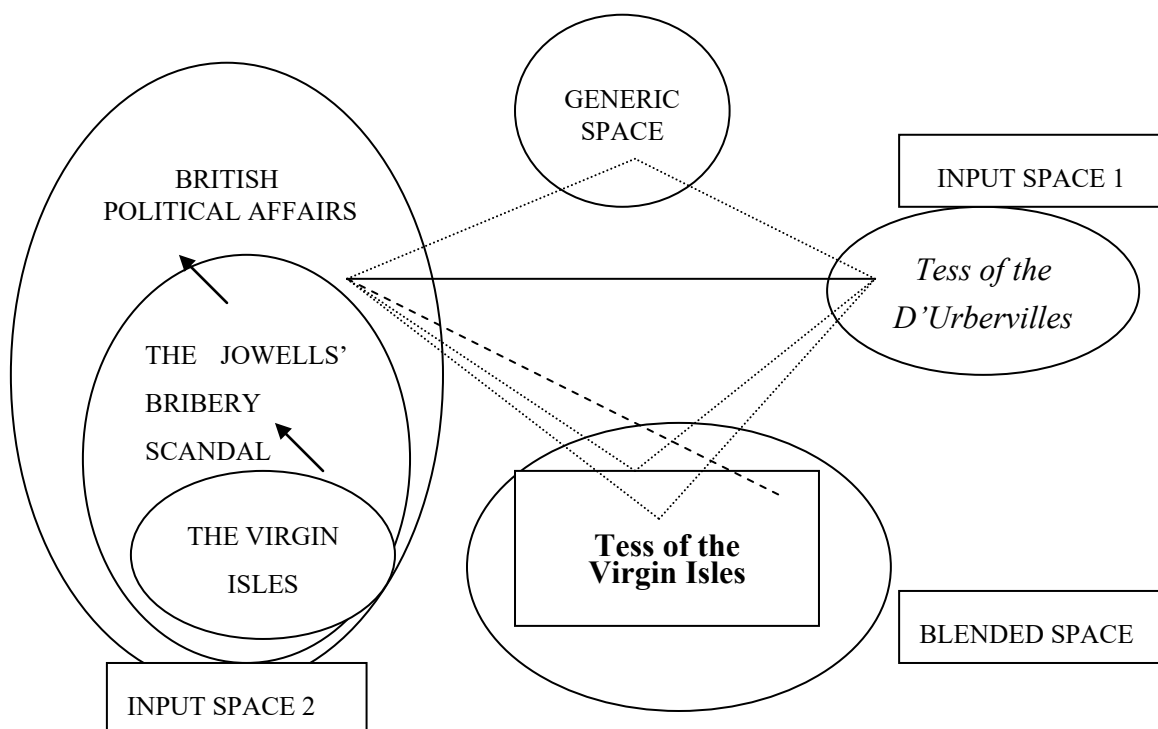 GENERIC
SPACE
INPUT SPACE 1
BRITISH
POLITICAL AFFAIRS
Tess of the
D’Urbervilles
THE JOWELLS’
BRIBERY
SCANDAL
THE VIRGIN
ISLES
Tess of the
Virgin Isles
BLENDED SPACE
INPUT SPACE 2